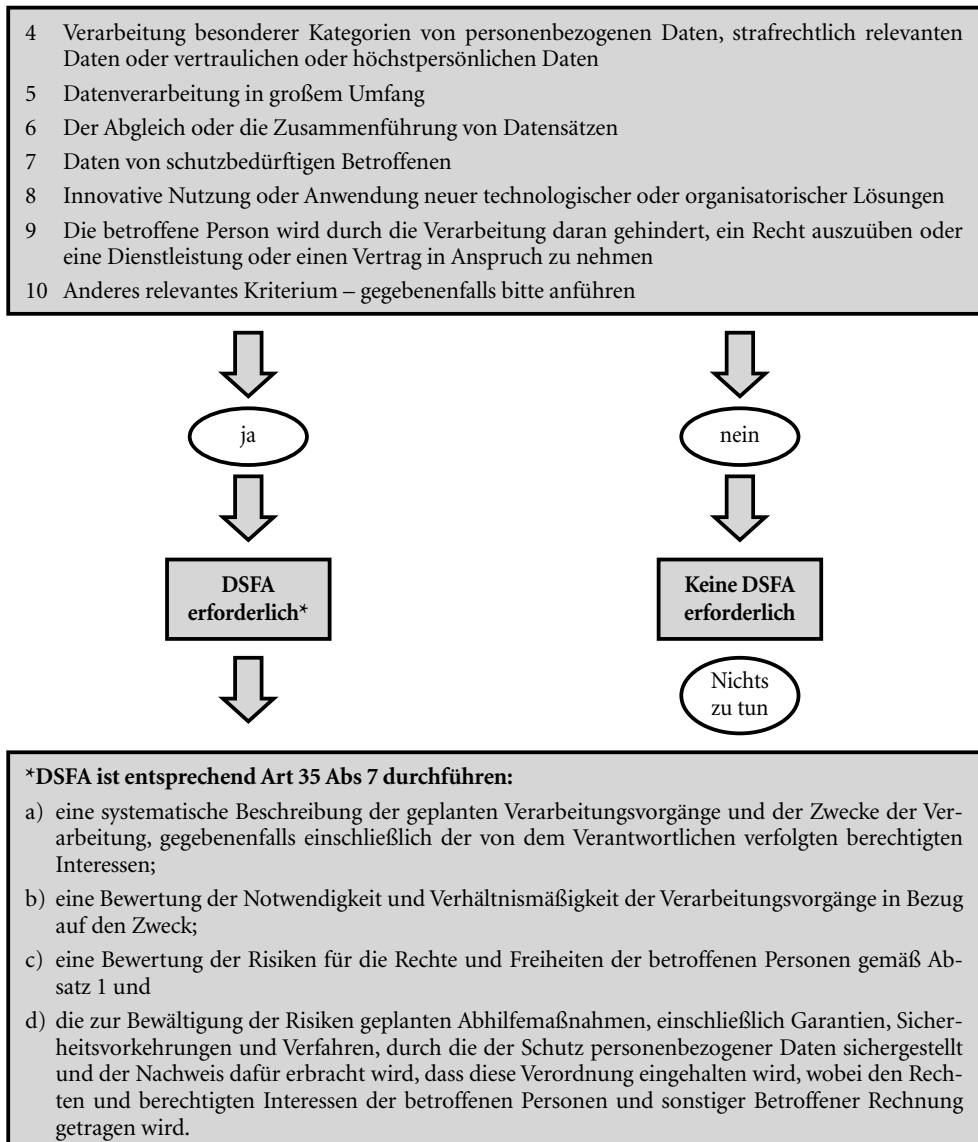 4 Verarbeitung besonderer Kategorien von personenbezogenen Daten, strafrechtlich relevanten
Daten oder vertraulichen oder höchstpersönlichen Daten
5 Datenverarbeitung in großem Umfang
6 Der Abgleich oder die Zusammenführung von Datensätzen
7 Daten von schutzbedürftigen Betroffenen
8 Innovative Nutzung oder Anwendung neuer technologischer oder organisatorischer Lösungen
9 Die betroffene Person wird durch die Verarbeitung daran gehindert, ein Recht auszuüben oder
eine Dienstleistung oder einen Vertrag in Anspruch zu nehmen
10 Anderes relevantes Kriterium – gegebenenfalls bitte anführen
ja
nein
DSFA
erforderlich*
Keine DSFA
erforderlich
Nichts
zu tun
*DSFA ist entsprechend Art 35 Abs 7 durchführen:
a) eine systematische Beschreibung der geplanten Verarbeitungsvorgänge und der Zwecke der Ver-
arbeitung, gegebenenfalls einschließlich der von dem Verantwortlichen verfolgten berechtigten
Interessen;
b) eine Bewertung der Notwendigkeit und Verhältnismäßigkeit der Verarbeitungsvorgänge in Bezug
auf den Zweck;
c) eine Bewertung der Risiken für die Rechte und Freiheiten der betroffenen Personen gemäß Ab-
satz 1 und
d) die zur Bewältigung der Risiken geplanten Abhilfemaßnahmen, einschließlich Garantien, Sicher-
heitsvorkehrungen und Verfahren, durch die der Schutz personenbezogener Daten sichergestellt
und der Nachweis dafür erbracht wird, dass diese Verordnung eingehalten wird, wobei den Rech-
ten und berechtigten Interessen der betroffenen Personen und sonstiger Betroffener Rechnung
getragen wird.